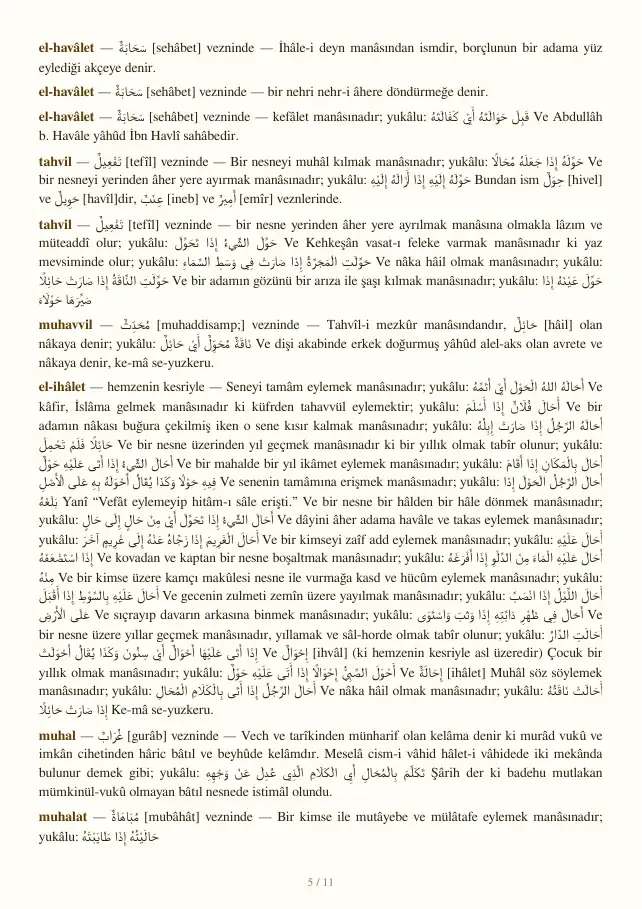 el-havâlet — سَحَابَةٌ [sehâbet] vezninde — İhâle-i deyn manâsından ismdir, borçlunun bir adama yüz
eylediği akçeye denir.
el-havâlet — سَحَابَةٌ [sehâbet] vezninde — bir nehri nehr-i âhere döndürmeğe denir.
el-havâlet — سَحَابَةٌ [sehâbet] vezninde — kefâlet manâsınadır; yukâlu: قَبِلَ حَوَالَتَهُ أَيْ كَفَالَتَهُ Ve Abdullâh
b. Havâle yâhûd İbn Havlî sahâbedir.
tahvil — تَفْعِيلٌ [tefîl] vezninde — Bir nesneyi muhâl kılmak manâsınadır; yukâlu: حَوَّلَهُ إِذَا جَعَلَهُ مُحَالًا Ve
bir nesneyi yerinden âher yere ayırmak manâsınadır; yukâlu: حَوَّلَهُ إِلَيْهِ إِذَا أَزَالَهُ إِلَيْهِ Bundan ism حِوَلٌ [hivel]
ve حَوِيلٌ [havîl]dir, عِنَبٌ [ineb] ve أَمِيرٌ [emîr] veznlerinde.
tahvil — تَفْعِيلٌ [tefîl] vezninde — bir nesne yerinden âher yere ayrılmak manâsına olmakla lâzım ve
müteaddî olur; yukâlu: حَوَّلَ الشَّيْءُ إِذَا تَحَوَّلَ Ve Kehkeşân vasat-ı feleke varmak manâsınadır ki yaz
mevsiminde olur; yukâlu: حَوَّلَتِ الْمَجَرَّةُ إِذَا صَارَتْ فِي وَسَطِ السَّمَاءِ Ve nâka hâil olmak manâsınadır; yukâlu:
حَوَّلَتِ النَّاقَةُ إِذَا صَارَتْ حَائِلًا Ve bir adamın gözünü bir arıza ile şaşı kılmak manâsınadır; yukâlu: حَوَّلَ عَيْنَهُ إِذَا
صَيَّرَهَا حَوْلَاءَ
muhavvil — مُحَدِّثٌ [muhaddisamp;] vezninde — Tahvîl-i mezkûr manâsındandır, حَائِلٌ [hâil] olan
nâkaya denir; yukâlu: نَاقَةٌ مُحَوِّلٌ أَيْ حَائِلٌ Ve dişi akabinde erkek doğurmuş yâhûd alel-aks olan avrete ve
nâkaya denir, ke-mâ se-yuzkeru.
el-ihâlet — hemzenin kesriyle — Seneyi tamâm eylemek manâsınadır; yukâlu: أَحَالَهُ اللهُ الْحَوْلَ أَيْ أَتَمَّهُ Ve
kâfir, İslâma gelmek manâsınadır ki küfrden tahavvül eylemektir; yukâlu: أَحَالَ فُلَانٌ إِذَا أَسْلَمَ Ve bir
adamın nâkası buğura çekilmiş iken o sene kısır kalmak manâsınadır; yukâlu: أَحَالَهُ الرَّجُلُ إِذَا صَارَتْ إِبِلُهُ
حَائِلًا فَلَمْ تَحْمِلْ Ve bir nesne üzerinden yıl geçmek manâsınadır ki bir yıllık olmak tabîr olunur; yukâlu:
أَحَالَ الشَّيْءُ إِذَا أَتَى عَلَيْهِ حَوْلٌ Ve bir mahalde bir yıl ikâmet eylemek manâsınadır; yukâlu: أَحَالَ بِالْمَكَانِ إِذَا أَقَامَ
فِيهِ حَوْلًا وَكَذَا يُقَالُ أَحْوَلَهُ بِهِ عَلَى الْأَصْلِ Ve senenin tamâmına erişmek manâsınadır; yukâlu: أَحَالَ الرَّجُلُ الْحَوْلَ إِذَا
بَلَغَهُ Yanî “Vefât eylemeyip hitâm-ı sâle erişti.” Ve bir nesne bir hâlden bir hâle dönmek manâsınadır;
yukâlu: أَحَالَ الشَّيْءُ إِذَا تَحَوَّلَ أَيْ مِنْ حَالٍ إِلَى حَالٍ Ve dâyini âher adama havâle ve takas eylemek manâsınadır;
yukâlu: أَحَالَ الْغَرِيمَ إِذَا زَجَاهُ عَنْهُ إِلَى غَرِيمٍ آخَرَ Ve bir kimseyi zaîf add eylemek manâsınadır; yukâlu: أَحَالَ عَلَيْهِ
إِذَا اسْتَضْعَفَهُ Ve kovadan ve kaptan bir nesne boşaltmak manâsınadır; yukâlu: أَحَالَ عَلَيْهِ الْمَاءَ مِنَ الدَّلْوِ إِذَا أَفْرَغَهُ
مِنْهُ Ve bir kimse üzere kamçı makûlesi nesne ile vurmağa kasd ve hücûm eylemek manâsınadır; yukâlu:
أَحَالَ عَلَيْهِ بِالسَّوْطِ إِذَا أَقْبَلَ Ve gecenin zulmeti zemîn üzere yayılmak manâsınadır; yukâlu: أَحَالَ اللَّيْلُ إِذَا انْصَبَّ
عَلَى الْأَرْضِ Ve sıçrayıp davarın arkasına binmek manâsınadır; yukâlu: أَحَالَ فِي ظَهْرِ دَابَّتِهِ إِذَا وَثَبَ وَاسْتَوَى Ve
bir nesne üzere yıllar geçmek manâsınadır, yıllamak ve sâl-horde olmak tabîr olunur; yukâlu: أَحَالَتِ الدَّارُ
إِذَا أَتَى عَلَيْهَا أَحْوَالٌ أَيْ سِنُونَ وَكَذَا يُقَالُ أَحْوَلَتْ Ve إِحْوَالٌ [ihvâl] (ki hemzenin kesriyle asl üzeredir) Çocuk bir
yıllık olmak manâsınadır; yukâlu: أَحْوَلَ الصَّبِيُّ إِحْوَالًا إِذَا أَتَى عَلَيْهِ حَوْلٌ Ve إِحَالَةٌ [ihâlet] Muhâl söz söylemek
manâsınadır; yukâlu: أَحَالَ الرَّجُلُ إِذَا أَتَى بِالْكَلَامِ الْمُحَالِ Ve nâka hâil olmak manâsınadır; yukâlu: أَحَالَتْ نَاقَتُهُ
إِذَا صَارَتْ حَائِلًا Ke-mâ se-yuzkeru.
muhal — غُرَابٌ [gurâb] vezninde — Vech ve tarîkinden münharif olan kelâma denir ki murâd vukû ve
imkân cihetinden hâric bâtıl ve beyhûde kelâmdır. Meselâ cism-i vâhid hâlet-i vâhidede iki mekânda
bulunur demek gibi; yukâlu: تَكَلَّمَ بِالْمُحَالِ أَيِ الْكَلَامِ الَّذِي عُدِلَ عَنْ وَجْهِهِ Şârih der ki badehu mutlakan
mümkinül-vukû olmayan bâtıl nesnede istimâl olundu.
muhalat — مُبَاهَاةٌ [mubâhât] vezninde — Bir kimse ile mutâyebe ve mülâtafe eylemek manâsınadır;
yukâlu: حَالَيْتُهُ إِذَا طَايَبْتَهُ
5 / 11